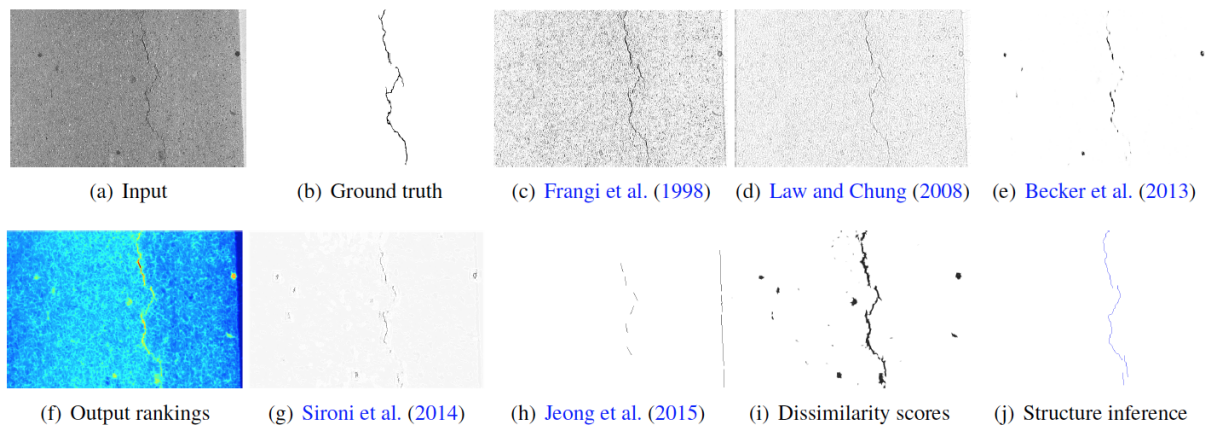 (a) Input
(b) Ground truth
(c) Frangi et al. (1998)
(d) Law and Chung (2008)
(e) Becker et al. (2013)
(f) Output rankings
(g) Sironi et al. (2014)
(h) Jeong et al. (2015)
(i) Dissimilarity scores
(j) Structure inference